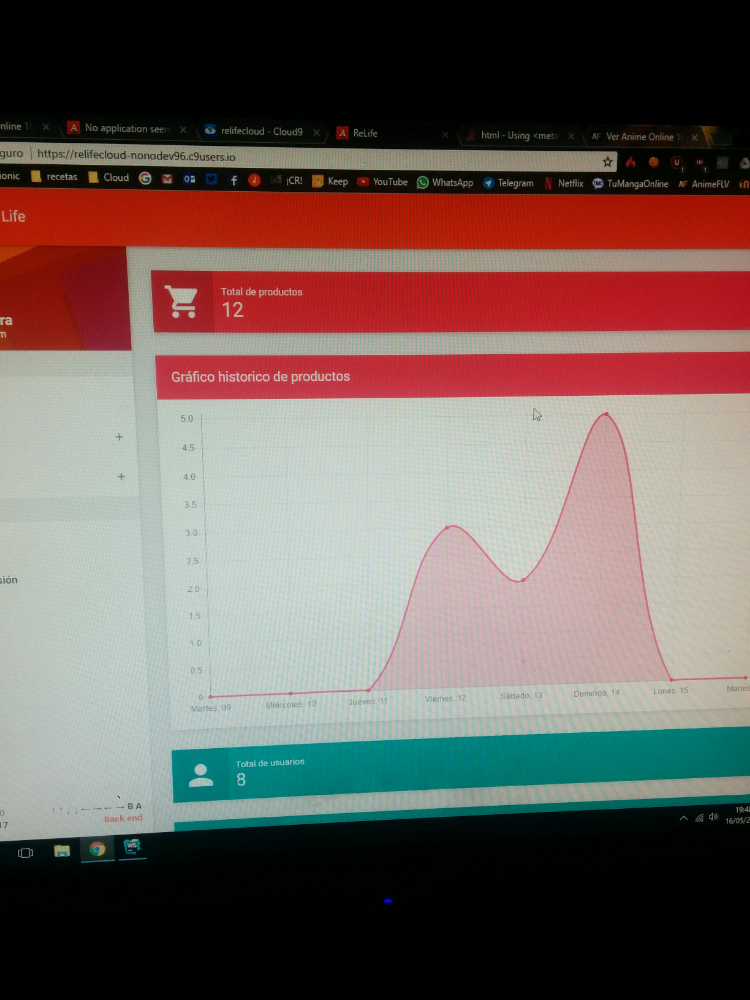 nline 1
No application seem
relifecloud - Cloud9
ReLife
html - Using <meta
Ver Anime Online
guro
https://relifecloud-nonodev96.c9users.io
ionic
recetas
Cloud
¡CR!
Keep
YouTube
WhatsApp
Telegram
Netflix
TuMangaOnline
AF AnimeFLV
Life
ra
m
Total de productos
12
Gráfico historico de productos
5.0
4.5
4.0
3.5
3.0
2.5
2.0
1.5
1.0
0.5
0
Martes, 09
Miércoles, 10
Jueves, 11
Viernes, 12
Sábado, 13
Domingo, 14
Lunes, 15
Martes
+
+
sión
Total de usuarios
8
↑ ↑ ↓ ↓ ← → ← → B A
Back end
0
17
19:4
16/05/2